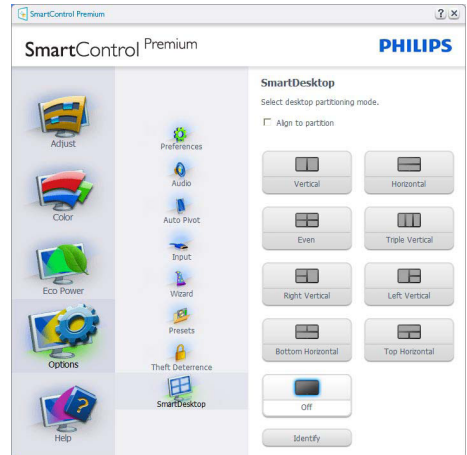 SmartControl Premium
? ×
SmartControl Premium
PHILIPS
Adjust
Color
Eco Power
Options
Help
Preferences
Audio
Auto Pivot
Input
Wizard
Presets
Theft Deterrence
SmartDesktop
SmartDesktop
Select desktop partitioning mode.
Align to partition
Vertical
Horizontal
Even
Triple Vertical
Right Vertical
Left Vertical
Bottom Horizontal
Top Horizontal
Off
Identify